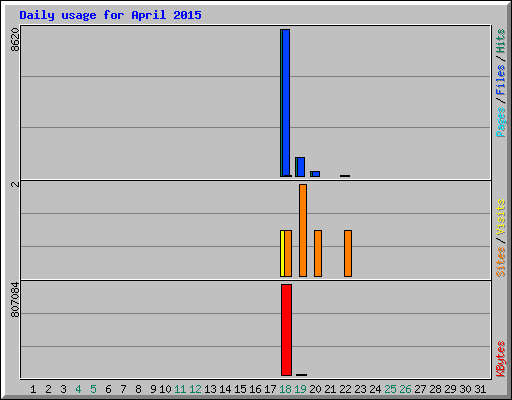 Daily usage for April 2015
8620
Pages / Files / Hits
2
Sites / Visits
807084
KBytes
1 2 3 4 5 6 7 8 9 10 11 12 13 14 15 16 17 18 19 20 21 22 23 24 25 26 27 28 29 30 31